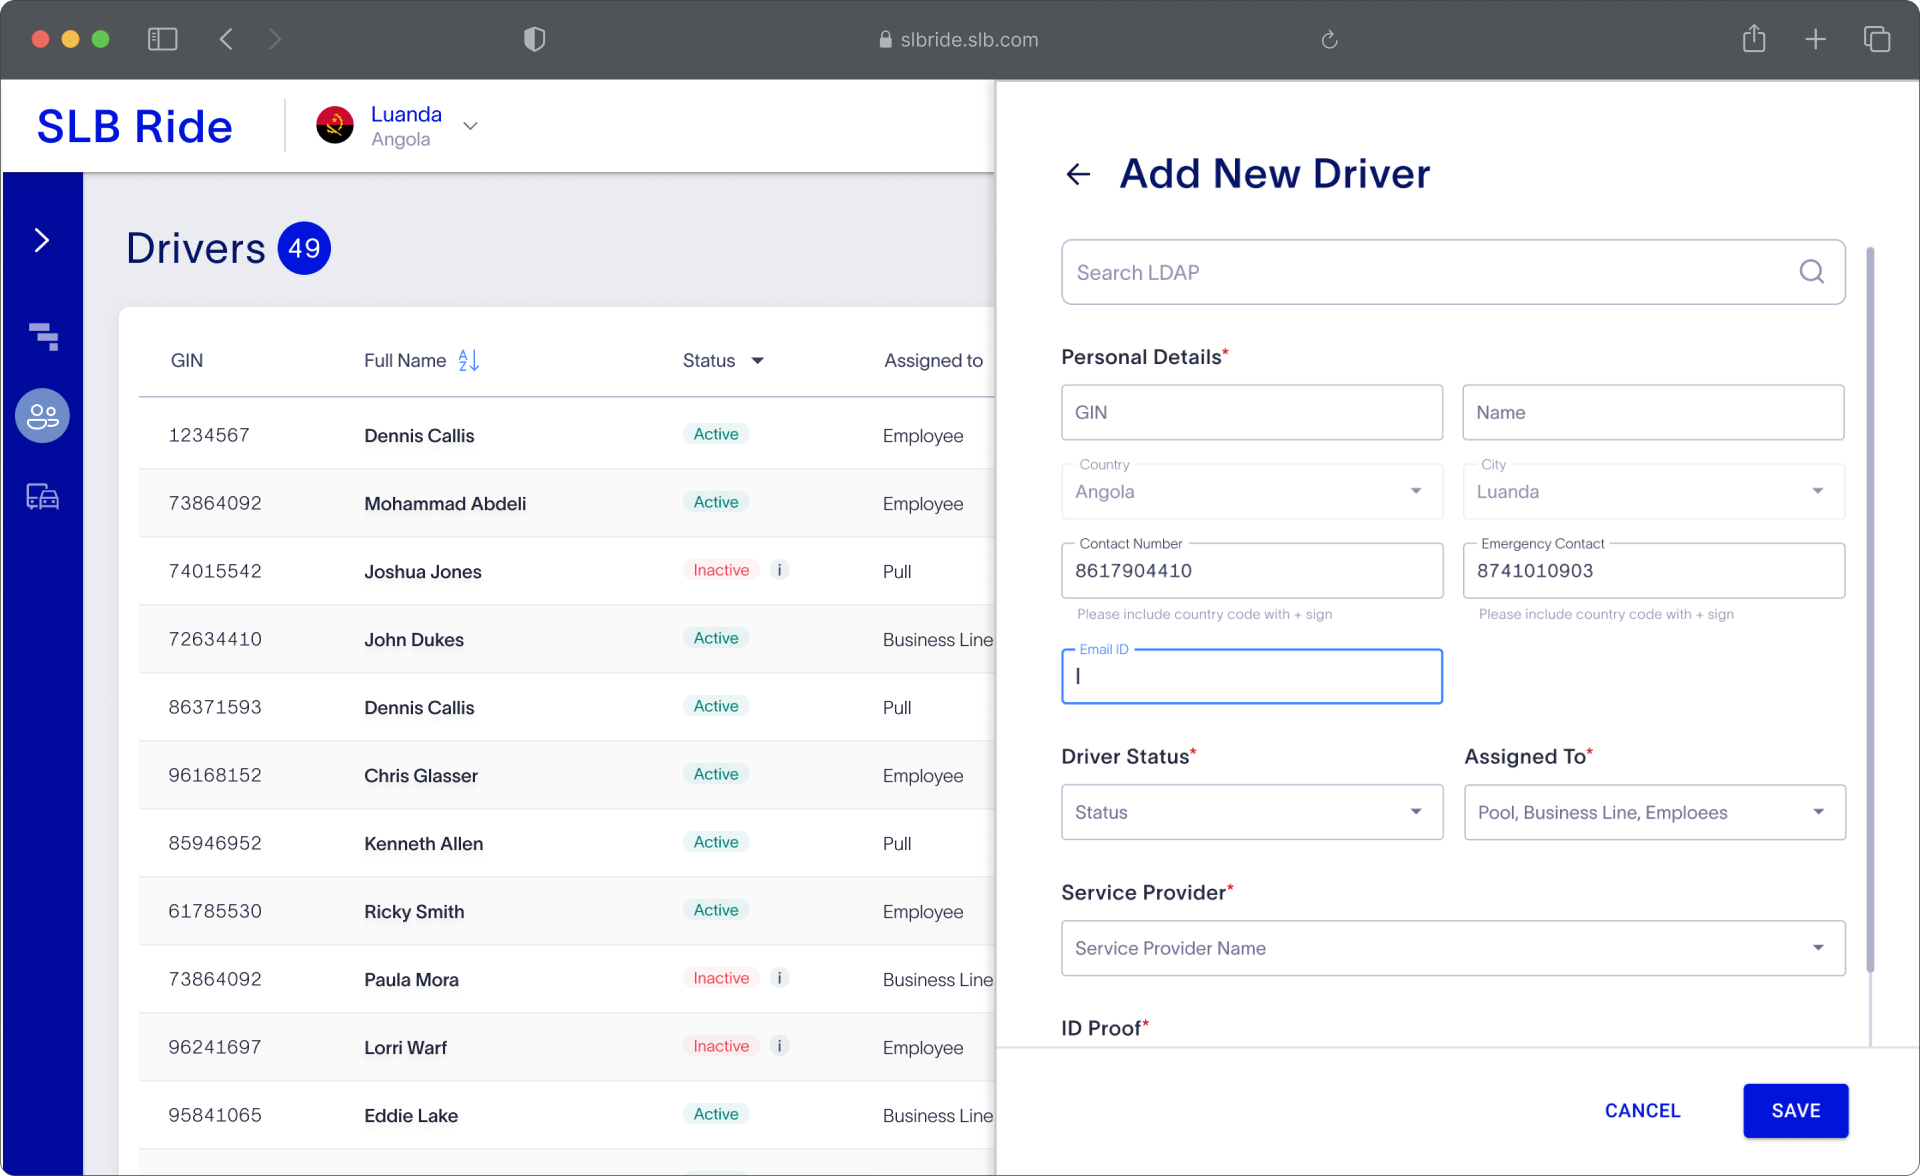 slbride.slb.com
SLB Ride
Luanda
Angola
Drivers 49
GIN Full Name AZ Status Assigned to
1234567 Dennis Callis Active Employee
73864092 Mohammad Abdeli Active Employee
74015542 Joshua Jones Inactive i Pull
72634410 John Dukes Active Business Line
86371593 Dennis Callis Active Pull
96168152 Chris Glasser Active Employee
85946952 Kenneth Allen Active Pull
61785530 Ricky Smith Active Employee
73864092 Paula Mora Inactive i Business Line
96241697 Lorri Warf Inactive i Employee
95841065 Eddie Lake Active Business Line
Add New Driver
Search LDAP
Personal Details*
GIN Name
Country City
Angola Luanda
Contact Number Emergency Contact
8617904410 8741010903
Please include country code with + sign Please include country code with + sign
Email ID
Driver Status* Assigned To*
Status Pool, Business Line, Emploees
Service Provider*
Service Provider Name
ID Proof*
CANCEL SAVE